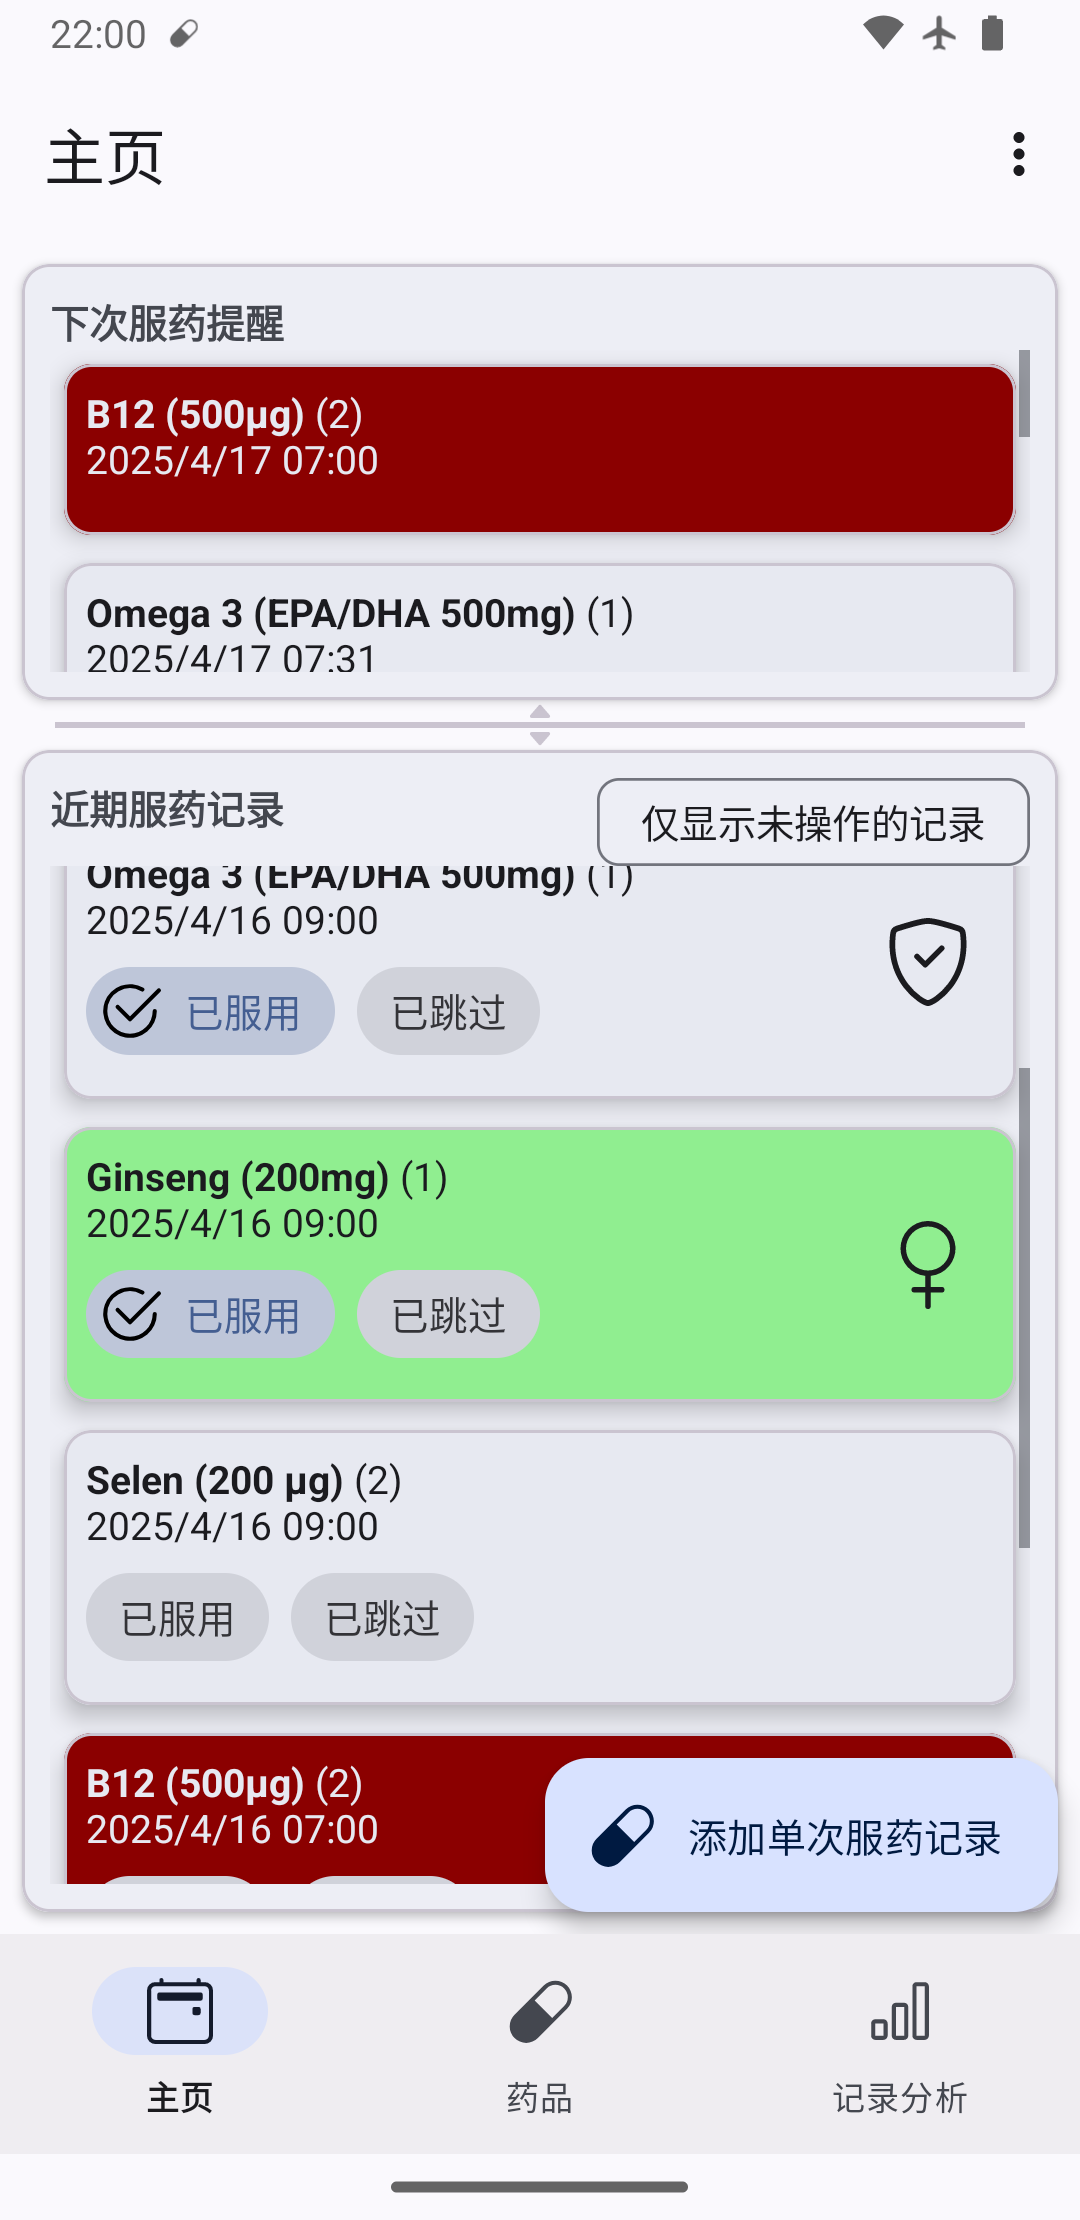 22:00
主页
下次服药提醒
B12 (500µg) (2)
2025/4/17 07:00
Omega 3 (EPA/DHA 500mg) (1)
2025/4/17 07:31
近期服药记录
仅显示未操作的记录
Omega 3 (EPA/DHA 500mg) (1)
2025/4/16 09:00
已服用 已跳过
Ginseng (200mg) (1)
2025/4/16 09:00
已服用 已跳过
Selen (200 µg) (2)
2025/4/16 09:00
已服用 已跳过
B12 (500µg) (2)
2025/4/16 07:00
添加单次服药记录
主页 药品 记录分析